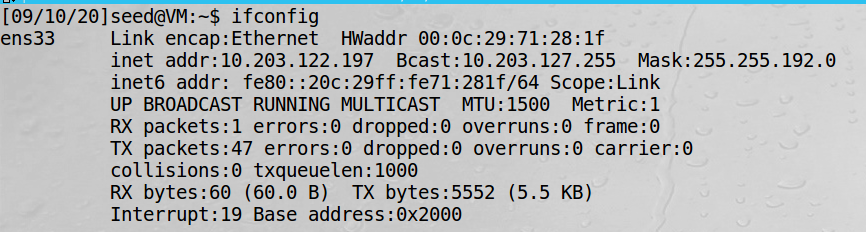 [09/10/20]seed@VM:~$ ifconfig
ens33     Link encap:Ethernet  HWaddr 00:0c:29:71:28:1f
          inet addr:10.203.122.197  Bcast:10.203.127.255  Mask:255.255.192.0
          inet6 addr: fe80::20c:29ff:fe71:281f/64 Scope:Link
          UP BROADCAST RUNNING MULTICAST  MTU:1500  Metric:1
          RX packets:1 errors:0 dropped:0 overruns:0 frame:0
          TX packets:47 errors:0 dropped:0 overruns:0 carrier:0
          collisions:0 txqueuelen:1000
          RX bytes:60 (60.0 B)  TX bytes:5552 (5.5 KB)
          Interrupt:19 Base address:0x2000